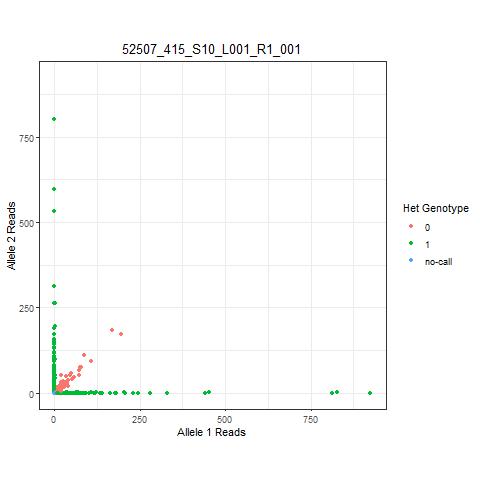 52507_415_S10_L001_R1_001
Allele 2 Reads
750
500
250
0
0
250
500
750
Allele 1 Reads
Het Genotype
0
1
no-call